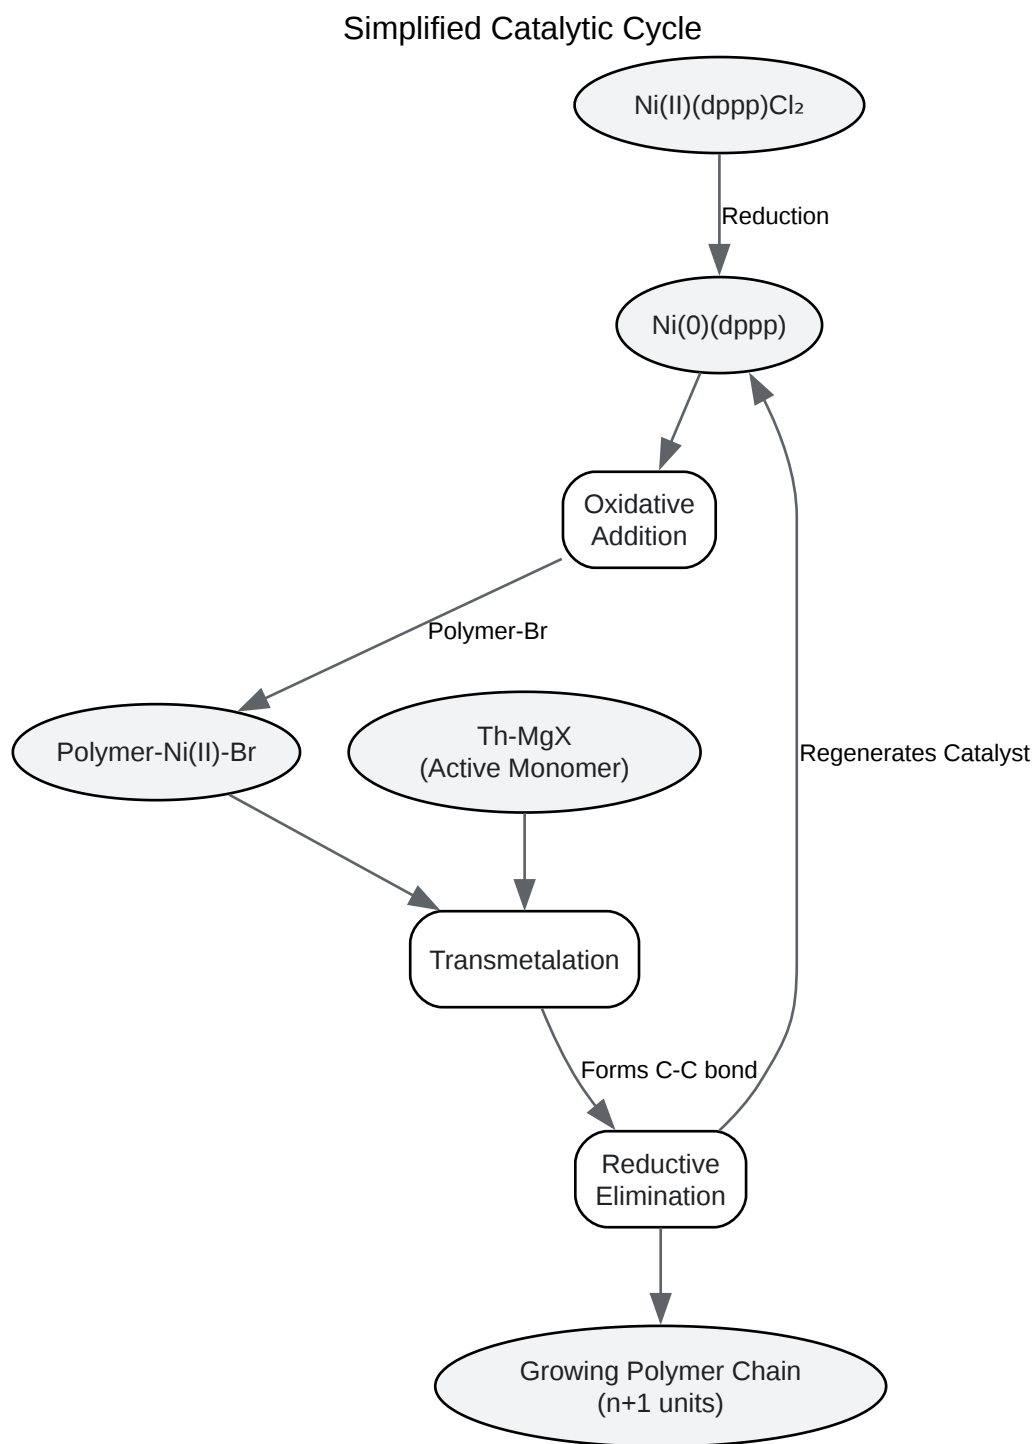 Simplified Catalytic Cycle
Ni(II)(dppp)Cl₂
Reduction
Ni(0)(dppp)
Oxidative
Addition
Polymer-Br
Polymer-Ni(II)-Br
Th-MgX
(Active Monomer)
Regenerates Catalyst
Transmetalation
Forms C-C bond
Reductive
Elimination
Growing Polymer Chain
(n+1 units)